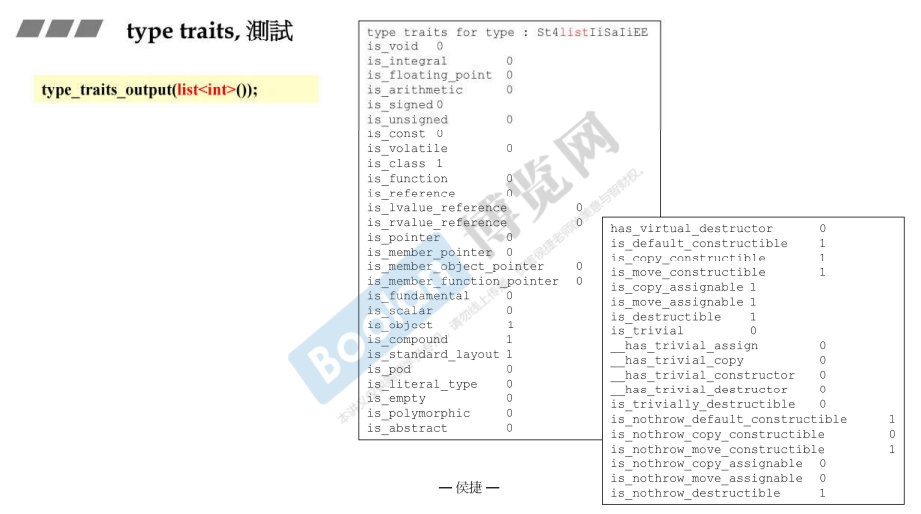 type traits, 測試
type_traits_output(list<int>());
type traits for type : St4listIiSaIiEE
is_void 0
is_integral 0
is_floating_point 0
is_arithmetic 0
is_signed 0
is_unsigned 0
is_const 0
is_volatile 0
is_class 1
is_function 0
is_reference 0
is_lvalue_reference 0
is_rvalue_reference 0
is_pointer 0
is_member_pointer 0
is_member_object_pointer 0
is_member_function_pointer 0
is_fundamental 0
is_scalar 0
is_object 1
is_compound 1
is_standard_layout 1
is_pod 0
is_literal_type 0
is_empty 0
is_polymorphic 0
is_abstract 0
has_virtual_destructor 0
is_default_constructible 1
is_copy_constructible 1
is_move_constructible 1
is_copy_assignable 1
is_move_assignable 1
is_destructible 1
is_trivial 0
__has_trivial_assign 0
__has_trivial_copy 0
__has_trivial_constructor 0
__has_trivial_destructor 0
is_trivially_destructible 0
is_nothrow_default_constructible 1
is_nothrow_copy_constructible 0
is_nothrow_move_constructible 1
is_nothrow_copy_assignable 0
is_nothrow_move_assignable 0
is_nothrow_destructible 1
Boolan
博览网
— 侯捷 —